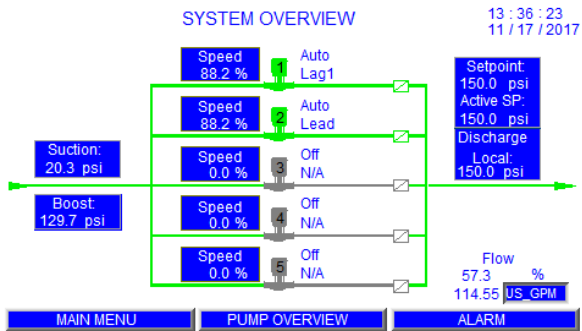 SYSTEM OVERVIEW
13 : 36 : 23
11 / 17 / 2017
Speed
88.2 %
1
Auto
Lag1
Speed
88.2 %
2
Auto
Lead
Speed
0.0 %
3
Off
N/A
Speed
0.0 %
4
Off
N/A
Speed
0.0 %
5
Off
N/A
Suction:
20.3 psi
Boost:
129.7 psi
Setpoint:
150.0 psi
Active SP:
150.0 psi
Discharge
Local:
150.0 psi
Flow
57.3 %
114.55 US_GPM
MAIN MENU
PUMP OVERVIEW
ALARM